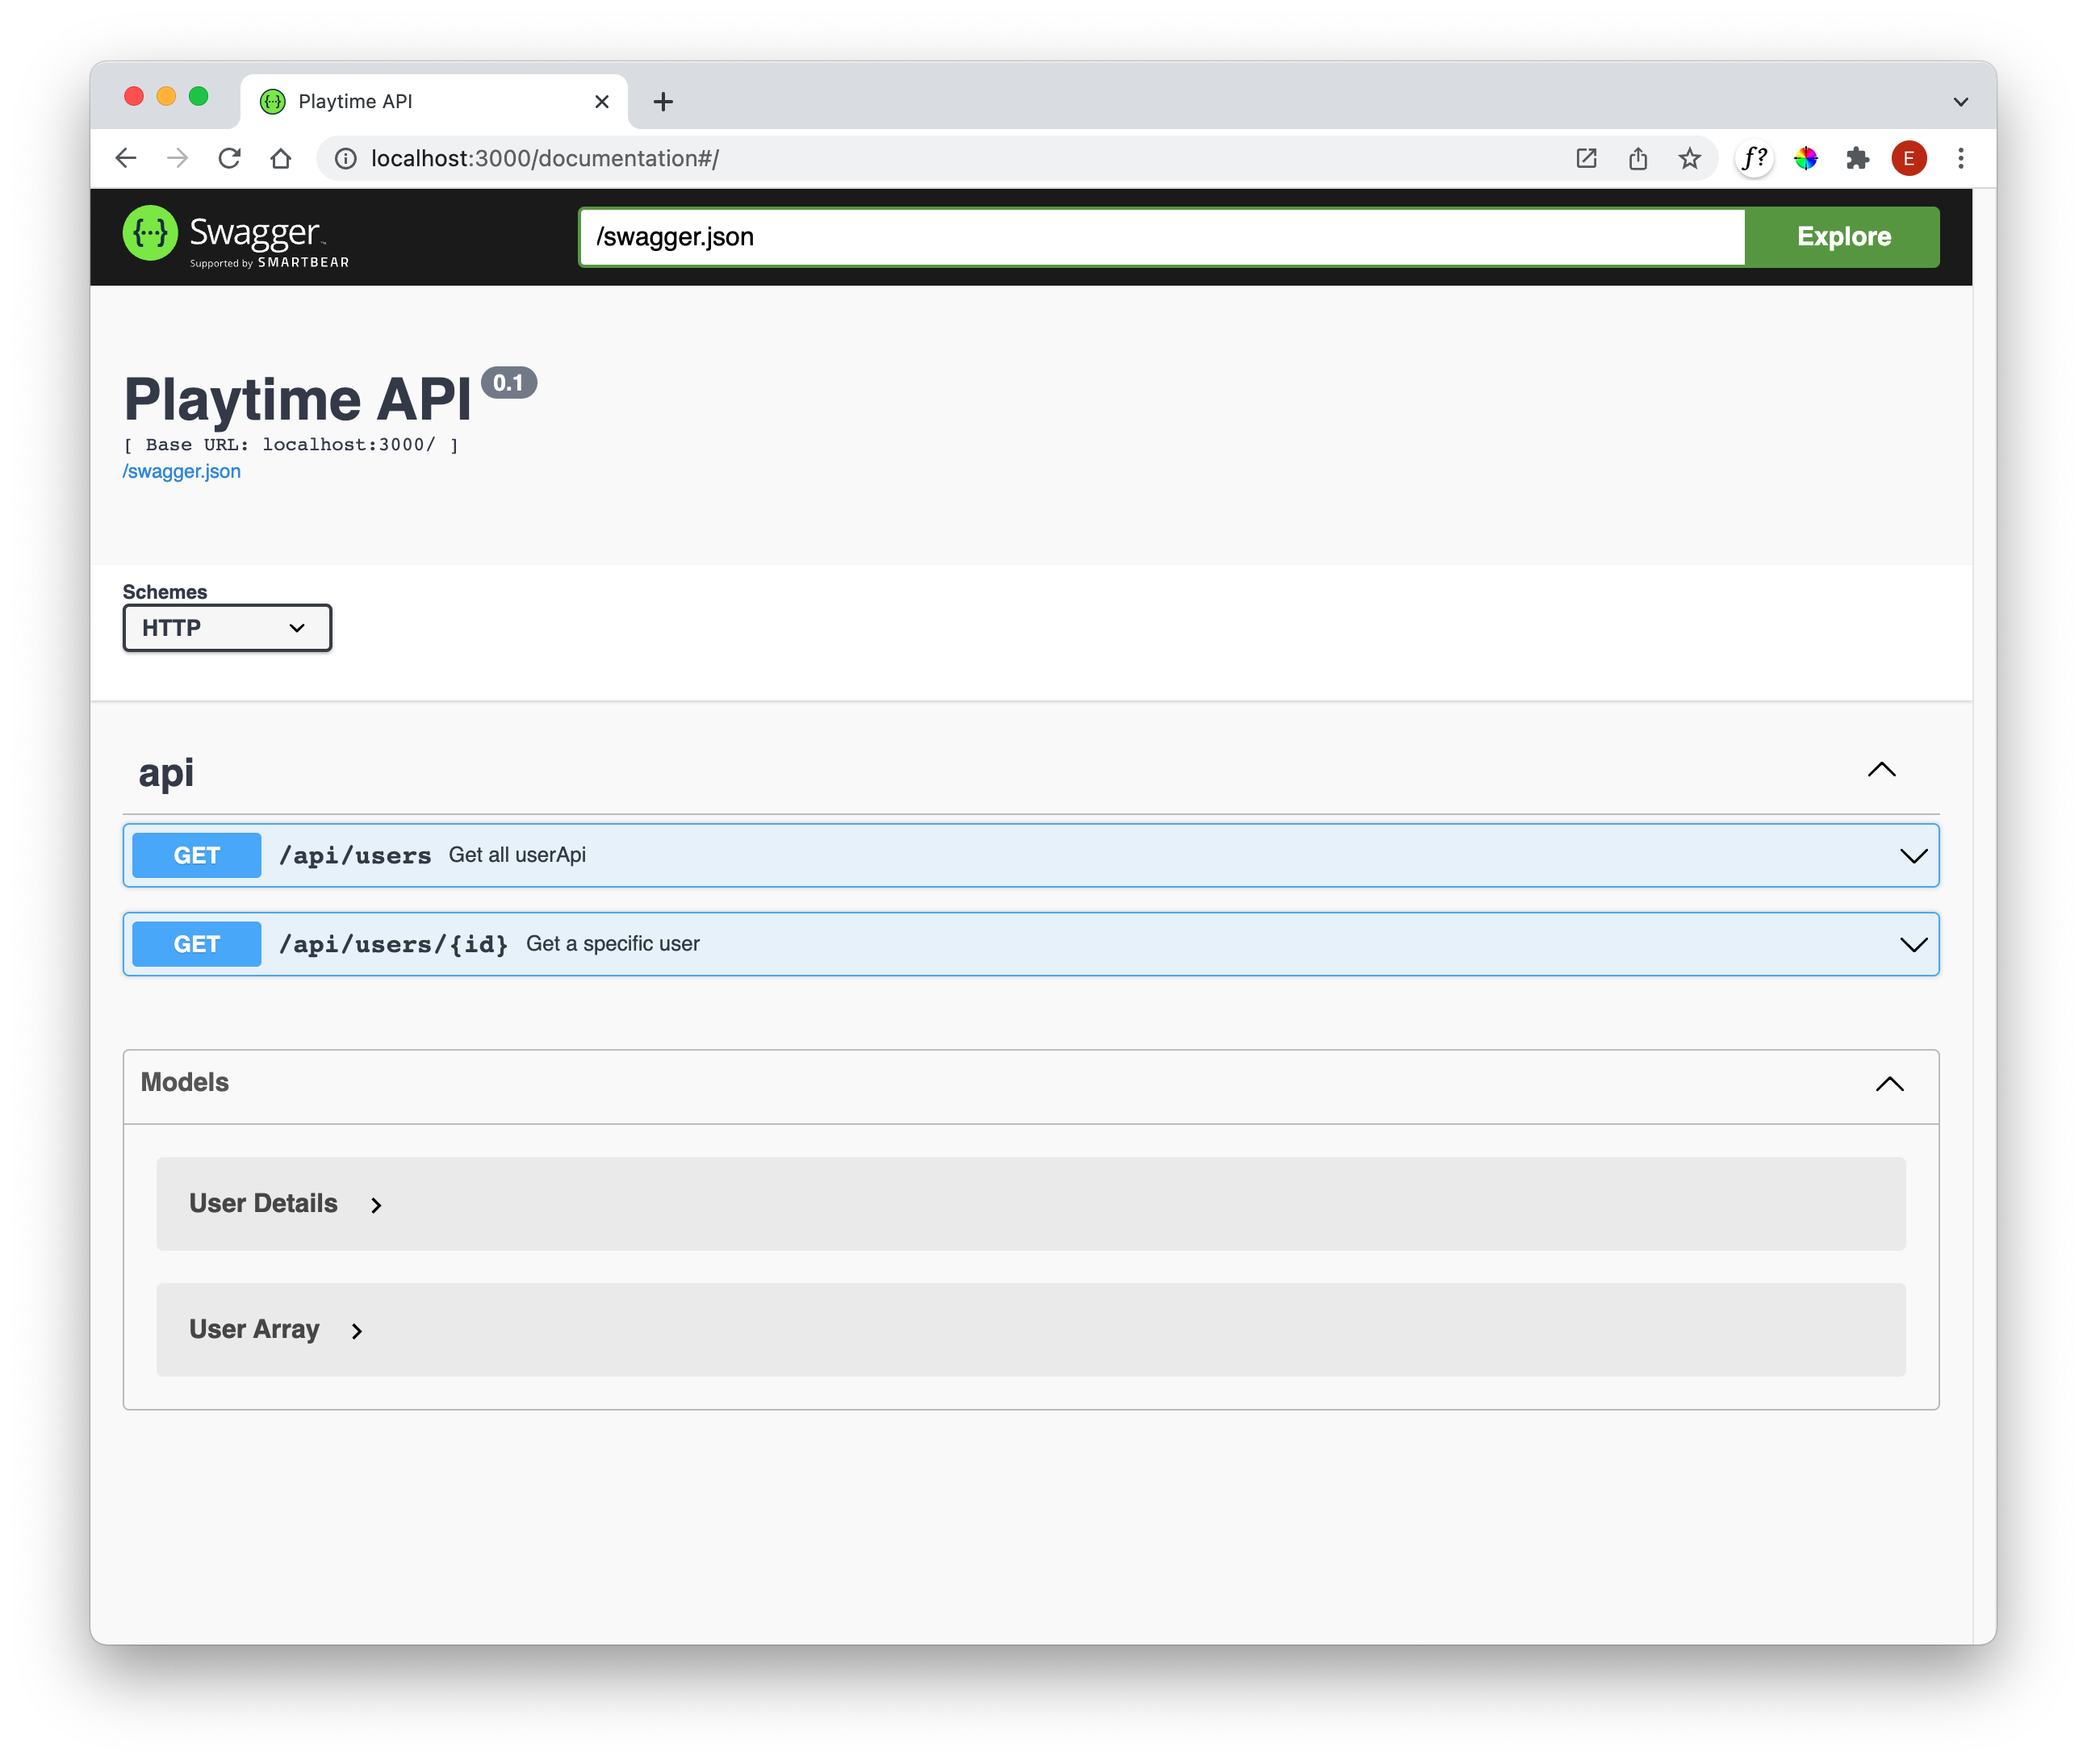 Playtime API
localhost:3000/documentation#/
f?
E
{···} Swagger™
Supported by SMARTBEAR
/swagger.json
Explore
Playtime API 0.1
[ Base URL: localhost:3000/ ]
/swagger.json
Schemes
HTTP
api
GET /api/users Get all userApi
GET /api/users/{id} Get a specific user
Models
User Details
User Array